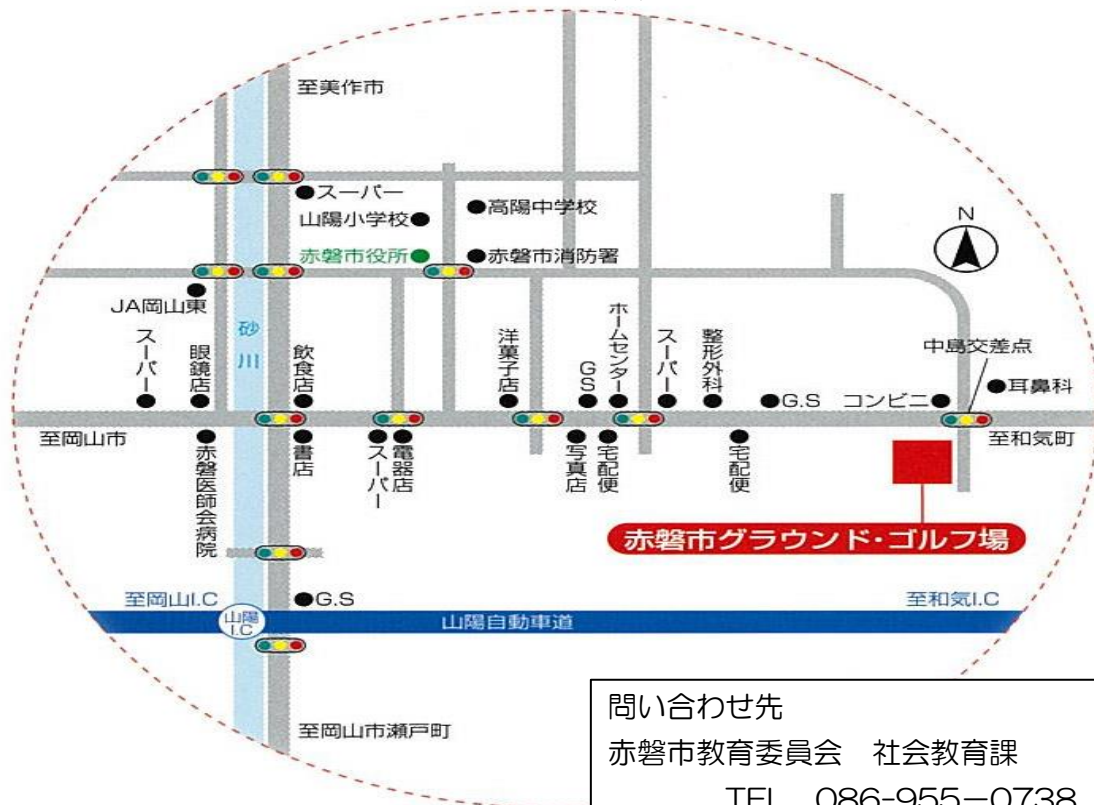 至美作市
スーパー
山陽小学校
高陽中学校
N
赤磐市役所
赤磐市消防署
JA岡山東
砂川
スーパー
眼鏡店
飲食店
洋菓子店
GS
ホームセンター
スーパー
整形外科
G.S
コンビニ
中島交差点
耳鼻科
至岡山市
至和気町
赤磐医師会病院
書店
スーパー
電器店
写真店
宅配便
宅配便
赤磐市グラウンド・ゴルフ場
至岡山I.C
山陽I.C
G.S
山陽自動車道
至和気I.C
至岡山市瀬戸町
問い合わせ先
赤磐市教育委員会　社会教育課
TEL　086-955－0738